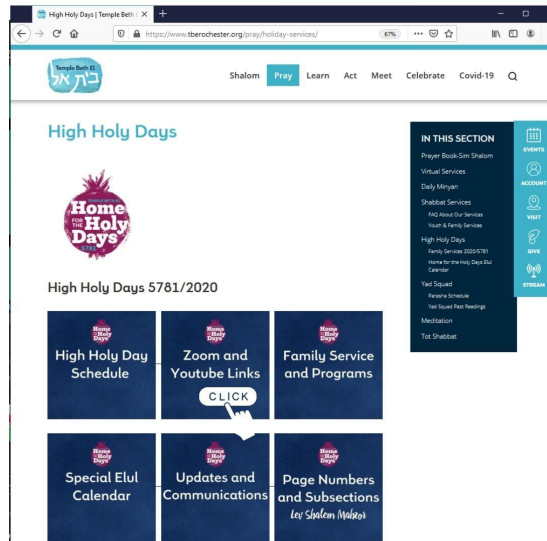 High Holy Days | Temple Beth E
https://www.tberochester.org/pray/holiday-services/
67%
Temple Beth El
בית אל
Shalom Pray Learn Act Meet Celebrate Covid-19
High Holy Days
TEMPLE BETH EL
Home
FOR THE Holy
Days
5781
High Holy Days 5781/2020
Home
Holy
Days
High Holy Day
Schedule
Home
Holy
Days
Zoom and
Youtube Links
CLICK
Home
Holy
Days
Family Service
and Programs
Home
Holy
Days
Special Elul
Calendar
Home
Holy
Days
Updates and
Communications
Home
Holy
Days
Page Numbers
and Subsections
Lev Shalem Mahzor
IN THIS SECTION
Prayer Book-Sim Shalom
Virtual Services
Daily Minyan
Shabbat Services
FAQ About Our Services
Youth & Family Services
High Holy Days
Family Services 2020/5781
Home for the Holy Days Elul
Calendar
Yad Squad
Parasha Schedule
Yad Squad Past Readings
Meditation
Tot Shabbat
EVENTS
ACCOUNT
VISIT
GIVE
STREAM